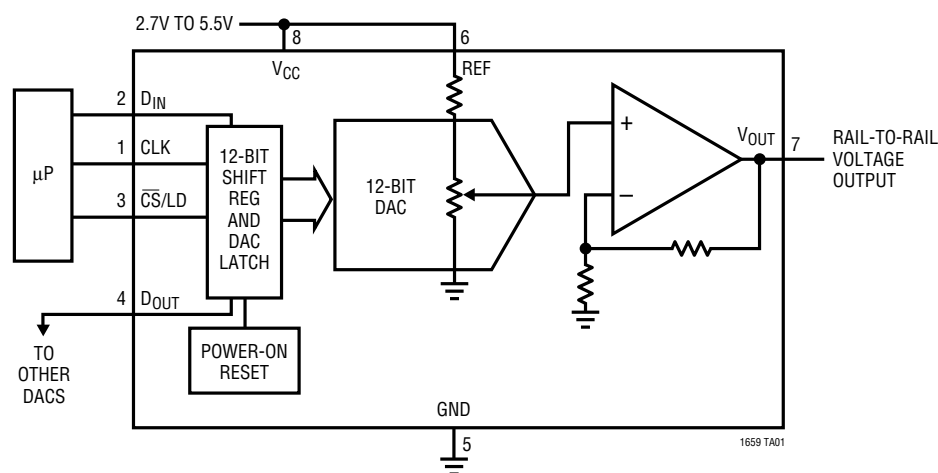 2.7V TO 5.5V
8
6
VCC
REF
µP
2
DIN
1
CLK
3
CS/LD
4
DOUT
TO
OTHER
DACS
12-BIT
SHIFT
REG
AND
DAC
LATCH
POWER-ON
RESET
12-BIT
DAC
+
–
VOUT
7
RAIL-TO-RAIL
VOLTAGE
OUTPUT
GND
5
1659 TA01